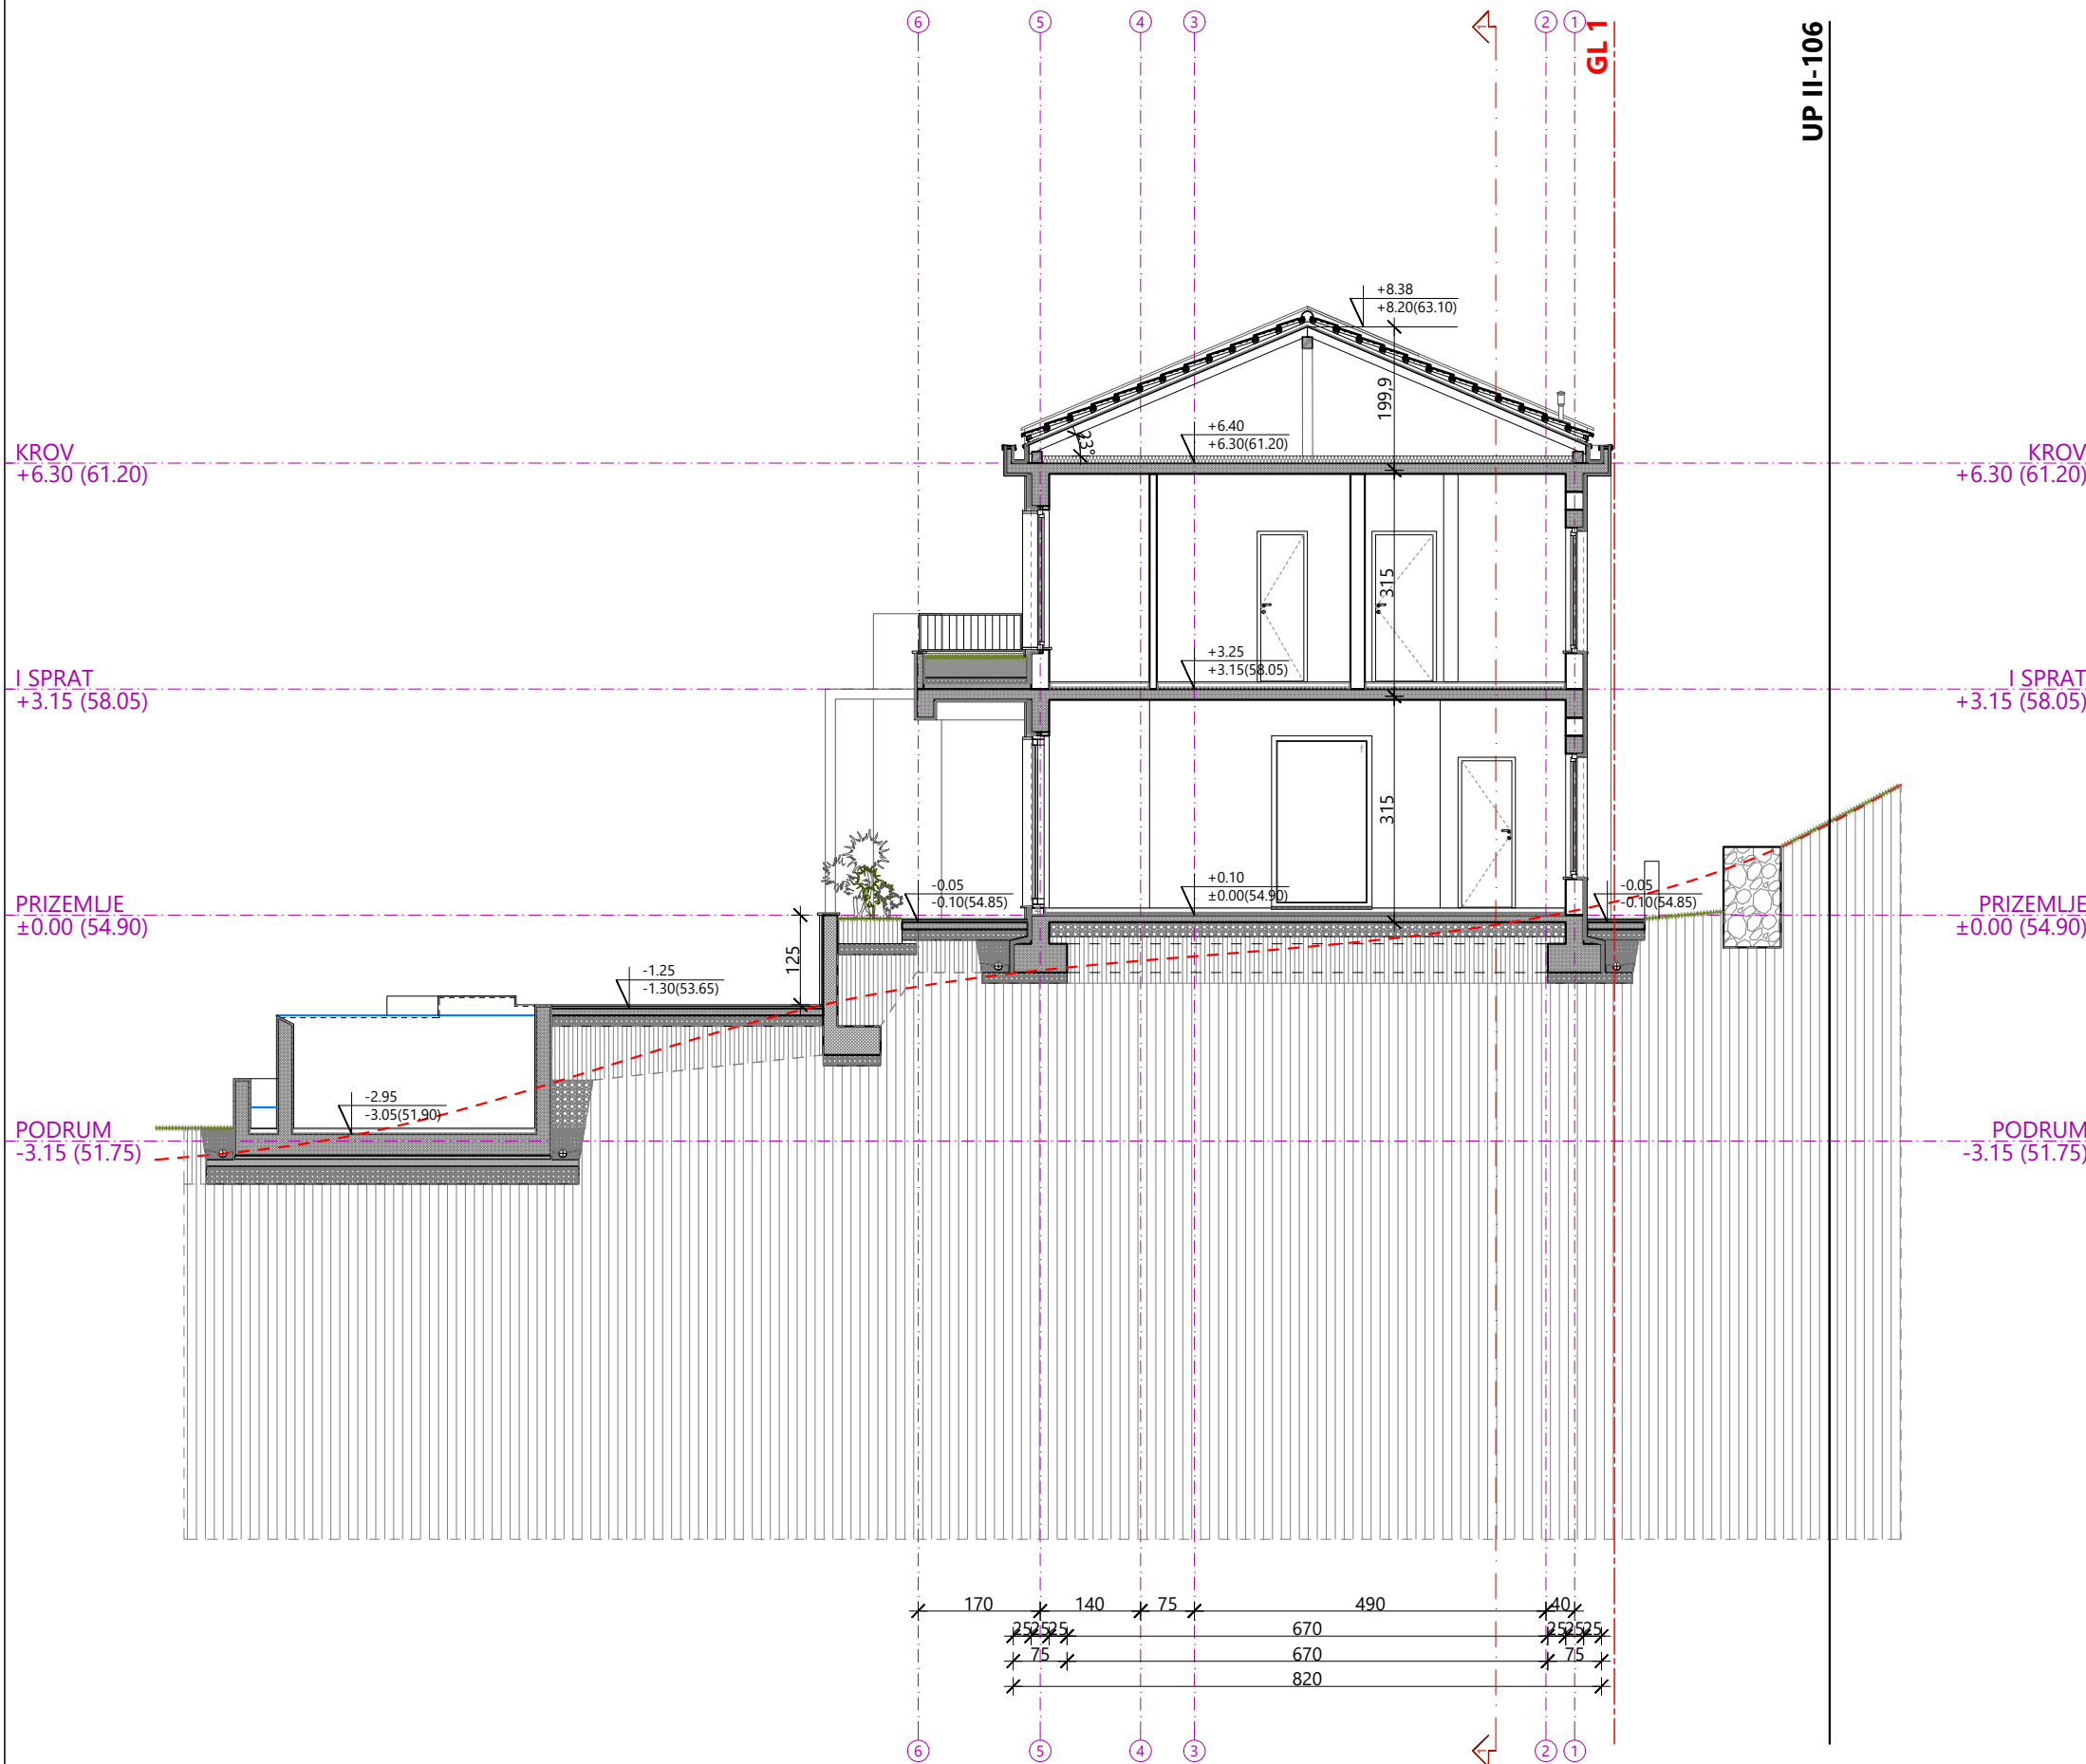 6 5 4 3 1 2 1
GL 1
UP II-106
+8.38
+8.20(63.10)
199,9
23°
+6.40
+6.30(61.20)
KROV
+6.30 (61.20)
KROV
+6.30 (61.20)
315
+3.25
+3.15(58.05)
I SPRAT
+3.15 (58.05)
I SPRAT
+3.15 (58.05)
315
-0.05
-0.10(54.85)
+0.10
±0.00(54.90)
-0.05
-0.10(54.85)
PRIZEMLJE
±0.00 (54.90)
PRIZEMLJE
±0.00 (54.90)
125
-1.25
-1.30(53.65)
-2.95
-3.05(51.90)
PODRUM
-3.15 (51.75)
PODRUM
-3.15 (51.75)
170 140 75 490 40
25 25 25 670 25 25 25
75 670 75
820
6 5 4 3 1 2 1